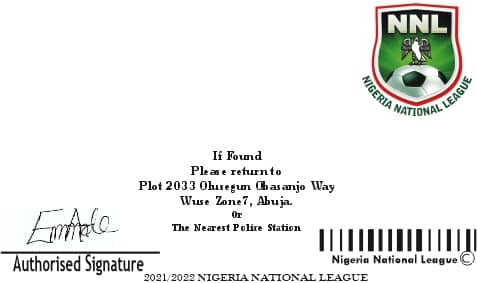 NNL
NIGERIA NATIONAL LEAGUE
If Found
Please return to
Plot 2033 Olusegun Obasanjo Way
Wuse Zone7, Abuja.
Or
The Nearest Police Station
Authorised Signature
Nigeria National League©
2021/2022 NIGERIA NATIONAL LEAGUE